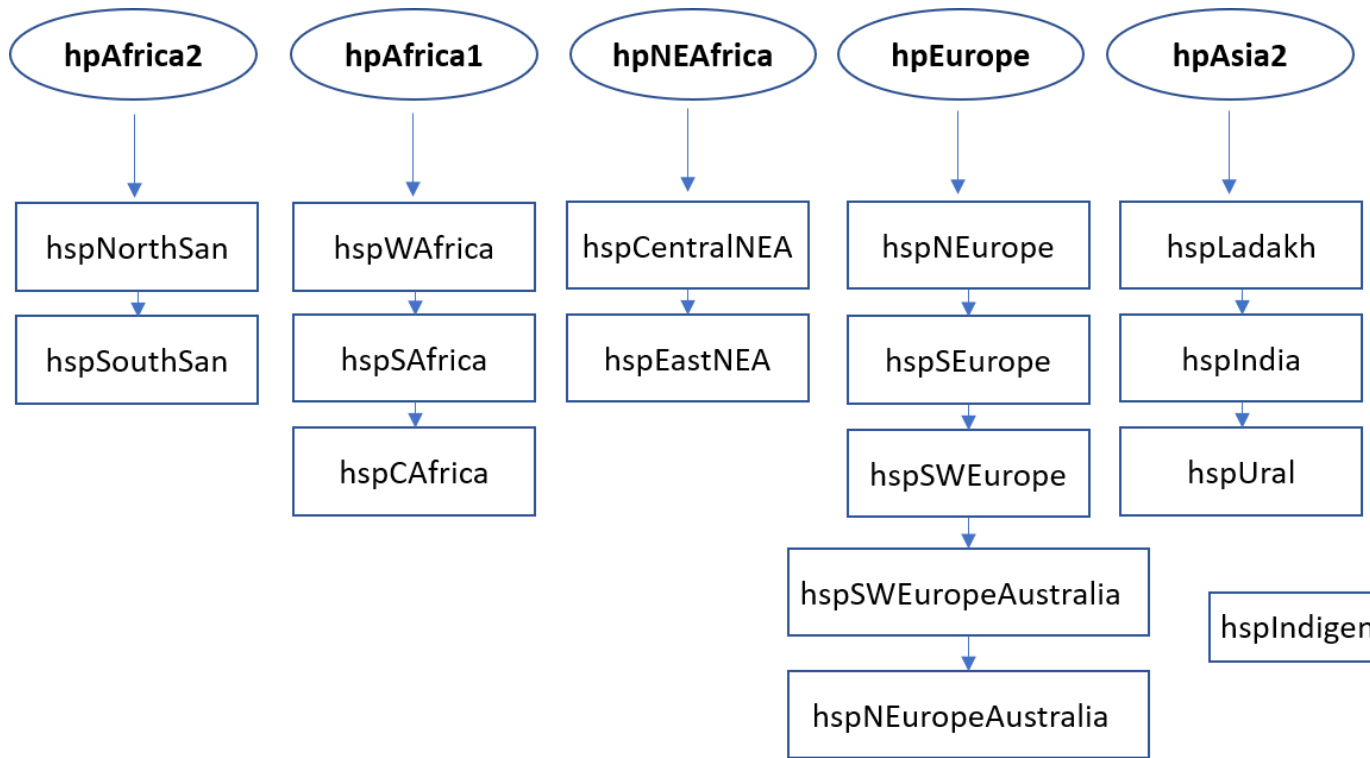 hpAfrica2
hpAfrica1
hpNEAfrica
hpEurope
hpAsia2
hspNorthSan
hspWAfrica
hspCentralNEA
hspNEurope
hspLadakh
hspSouthSan
hspSAfrica
hspEastNEA
hspSEurope
hspIndia
hspCAfrica
hspSWEurope
hspUral
hspSWEuropeAustralia
hspIndigen
hspNEuropeAustralia